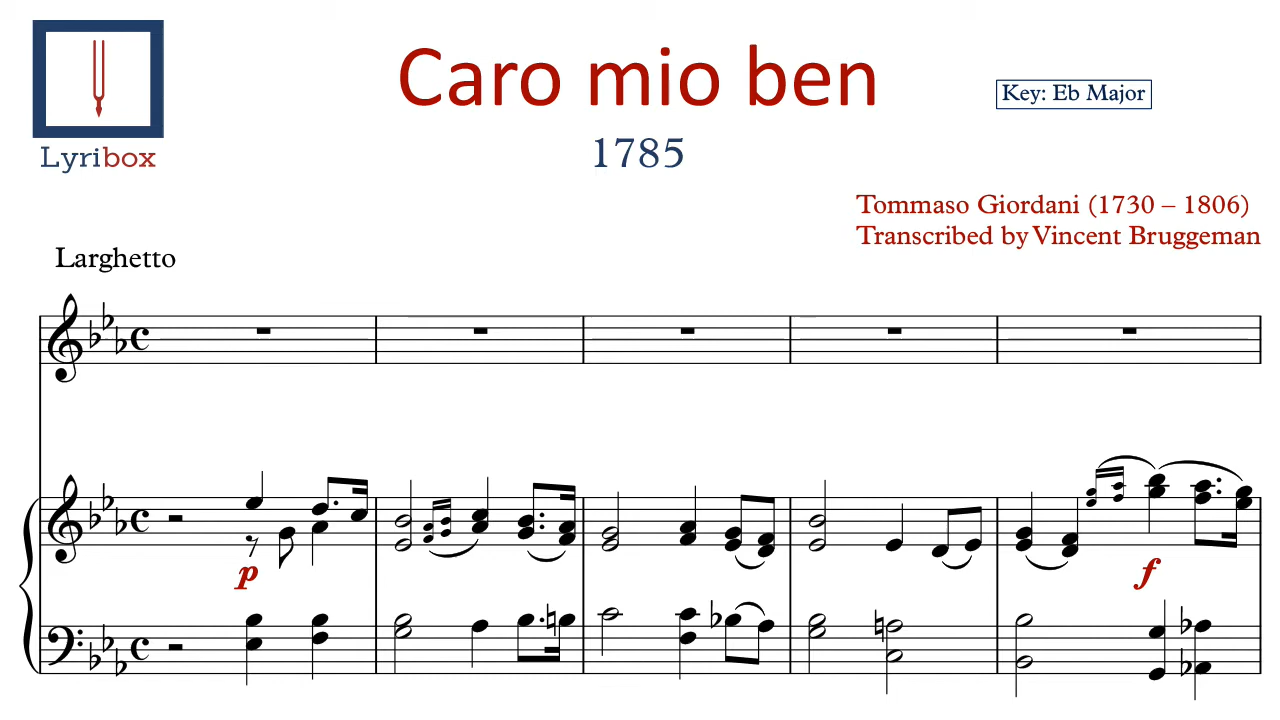 Caro mio ben
Key: Eb Major
1785
Lyribox
Tommaso Giordani (1730 – 1806)
Transcribed by Vincent Bruggeman
Larghetto
p
f